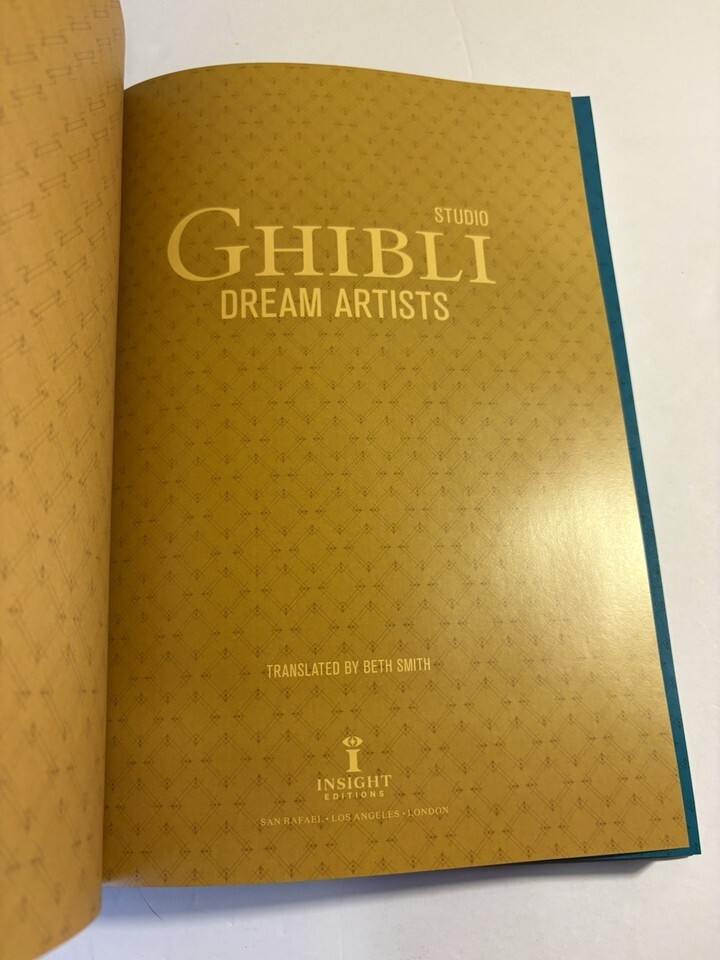 STUDIO
GHIBLI
DREAM ARTISTS
TRANSLATED BY BETH SMITH
INSIGHT
EDITIONS
SAN RAFAEL • LOS ANGELES • LONDON